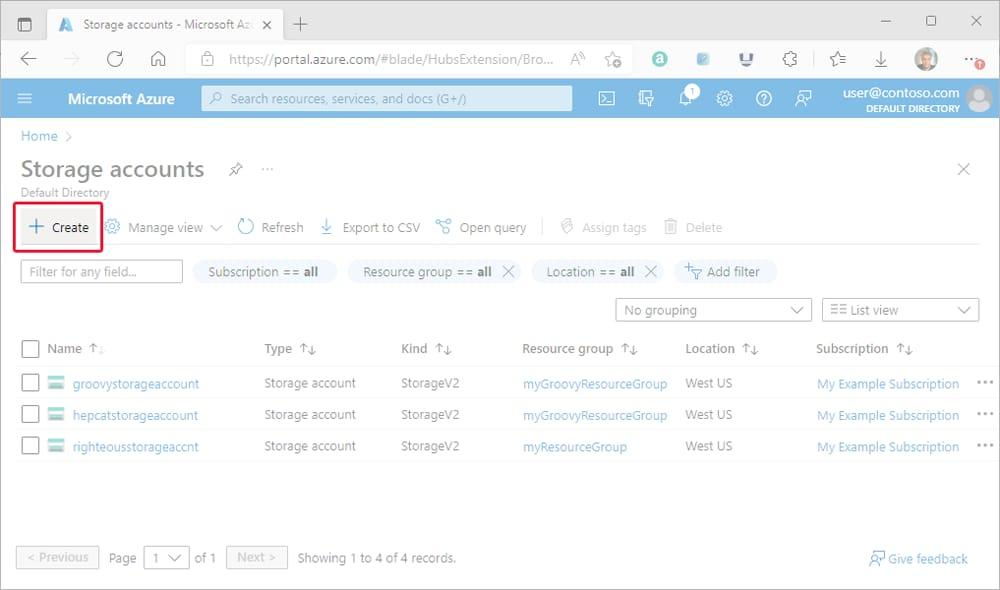 Storage accounts - Microsoft Az
https://portal.azure.com/#blade/HubsExtension/Bro...
Microsoft Azure
Search resources, services, and docs (G+/)
1
user@contoso.com
DEFAULT DIRECTORY
Home
Storage accounts
Default Directory
Create Manage view Refresh Export to CSV Open query Assign tags Delete
Filter for any field... Subscription == all Resource group == all Location == all Add filter
No grouping List view
Name Type Kind Resource group Location Subscription
groovystorageaccount Storage account StorageV2 myGroovyResourceGroup West US My Example Subscription
hepcatstorageaccount Storage account StorageV2 myGroovyResourceGroup West US My Example Subscription
righteousstorageaccnt Storage account StorageV2 myResourceGroup West US My Example Subscription
< Previous Page 1 of 1 Next > Showing 1 to 4 of 4 records. Give feedback